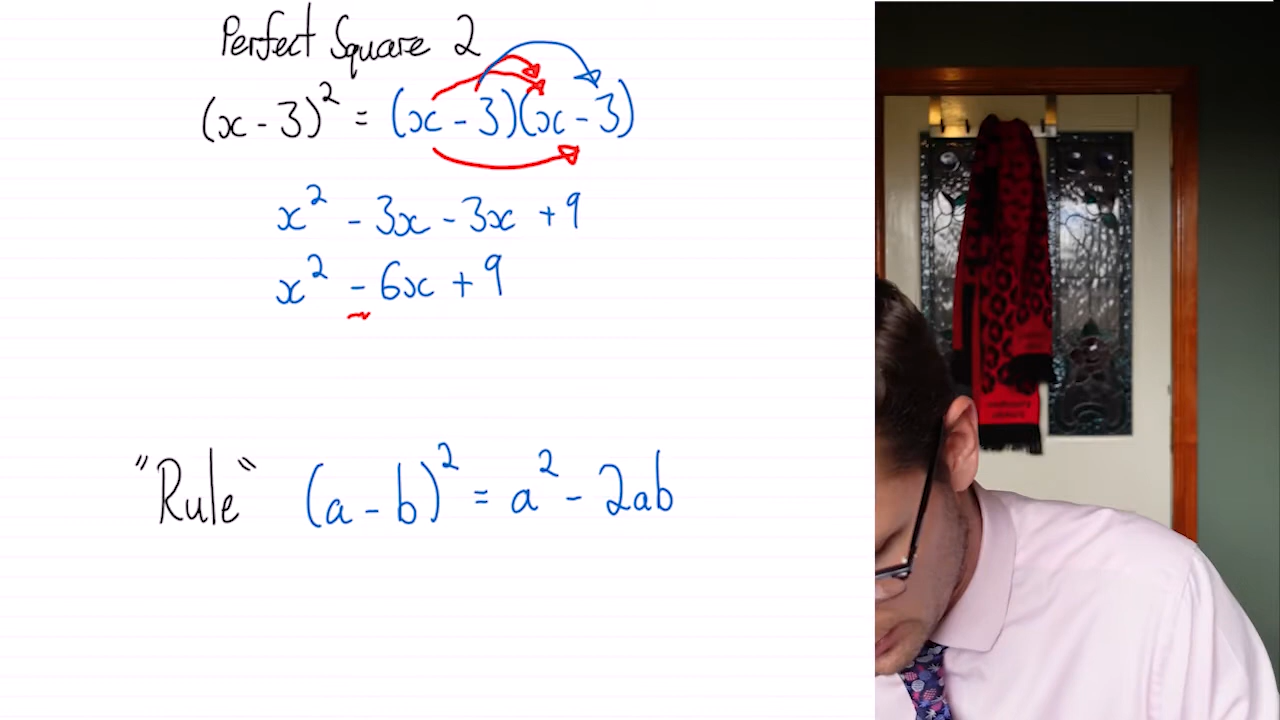 Perfect Square 2
(x - 3)² = (x - 3)(x - 3)
x² - 3x - 3x + 9
x² - 6x + 9
"Rule" (a - b)² = a² - 2ab